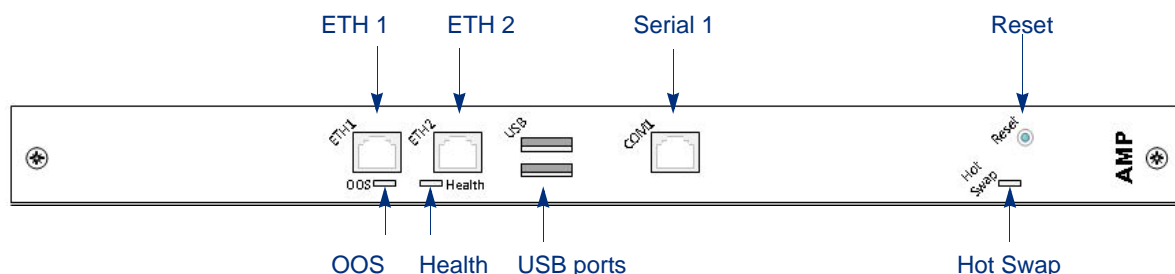 ETH 1 ETH 2 Serial 1 Reset
ETH1 ETH2 USB COM1 Reset
OOS Health Hot Swap AMP
OOS Health USB ports Hot Swap